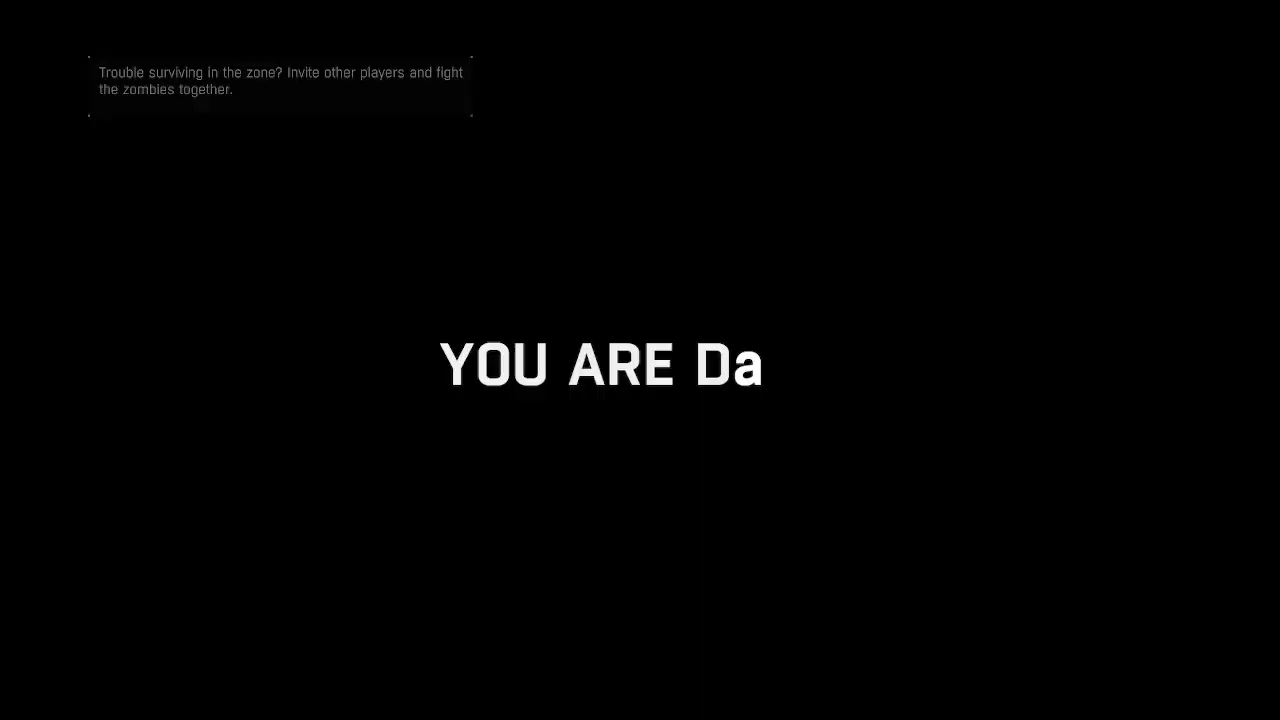 Trouble surviving in the zone? Invite other players and fight
the zombies together.
YOU ARE Da